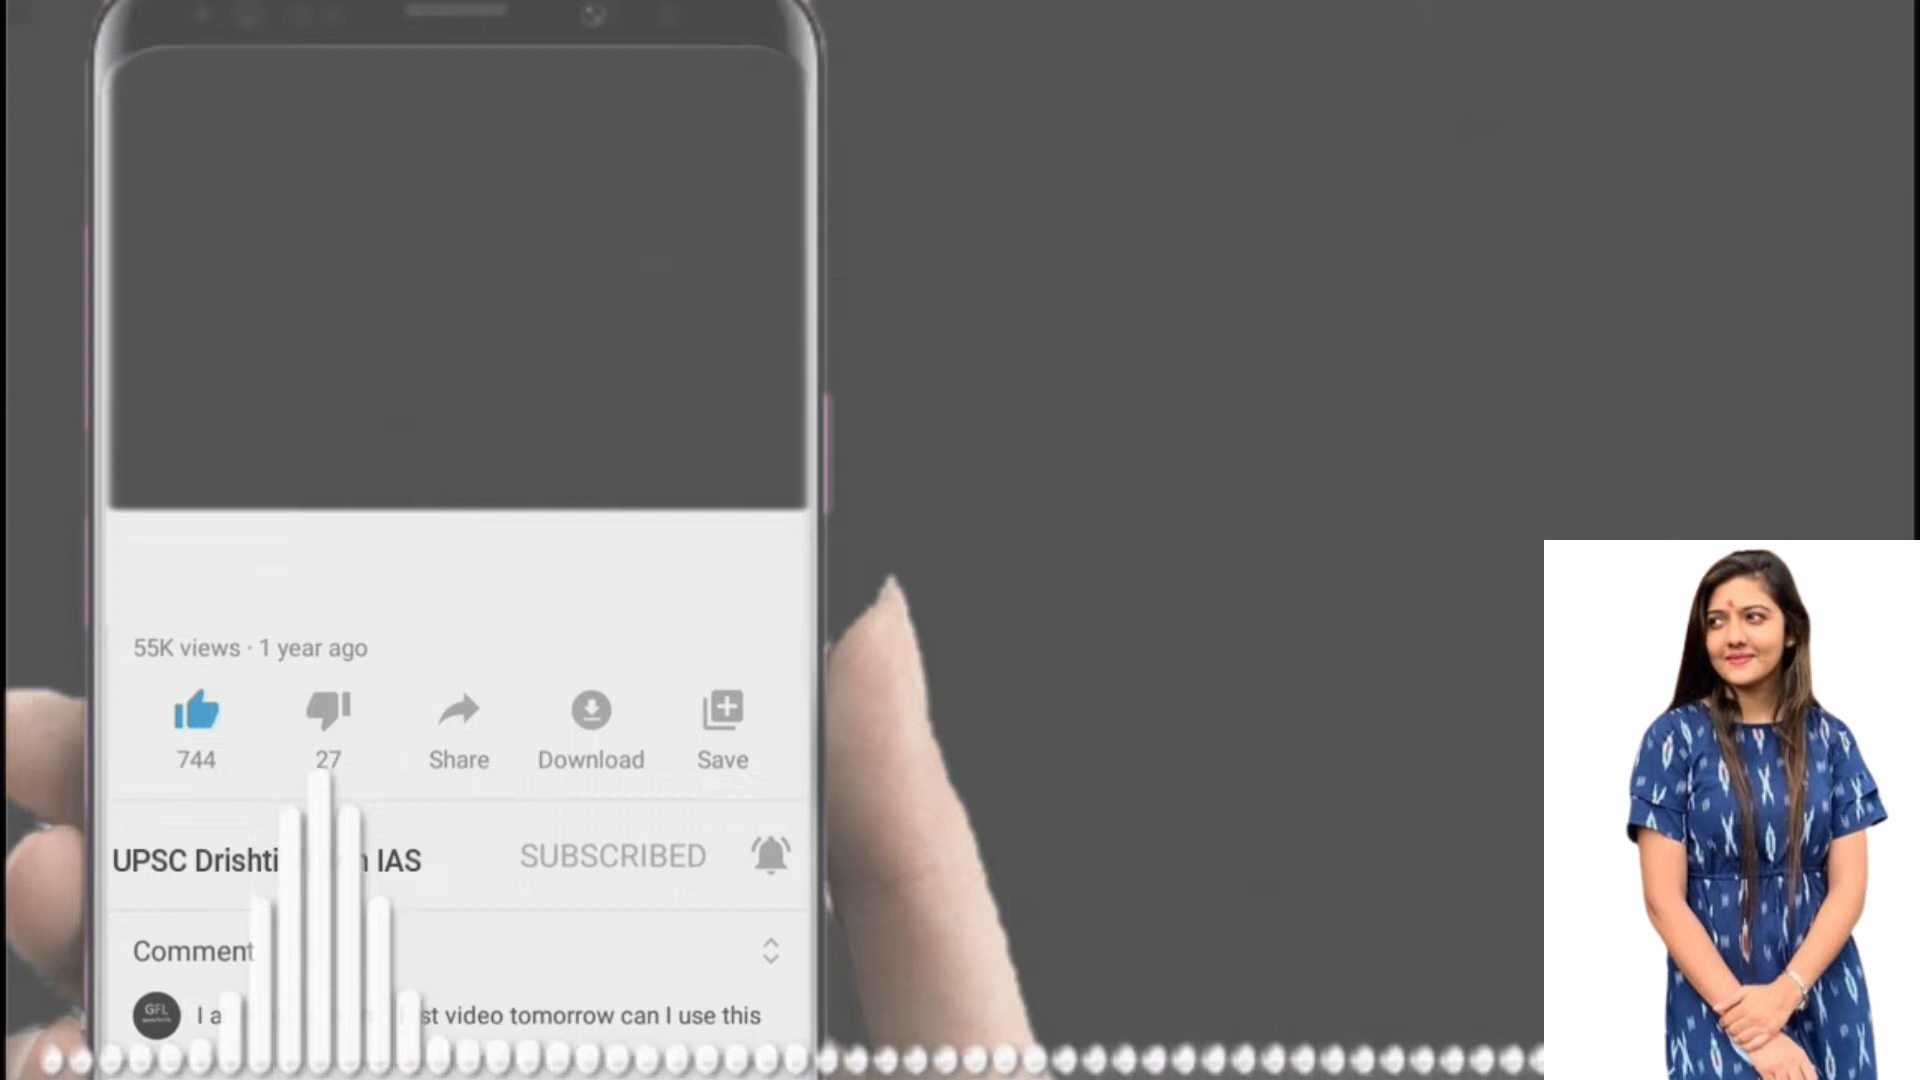 55K views · 1 year ago
744
27
Share
Download
Save
UPSC Drishti IAS
SUBSCRIBED
Comment
GFL
I st video tomorrow can I use this